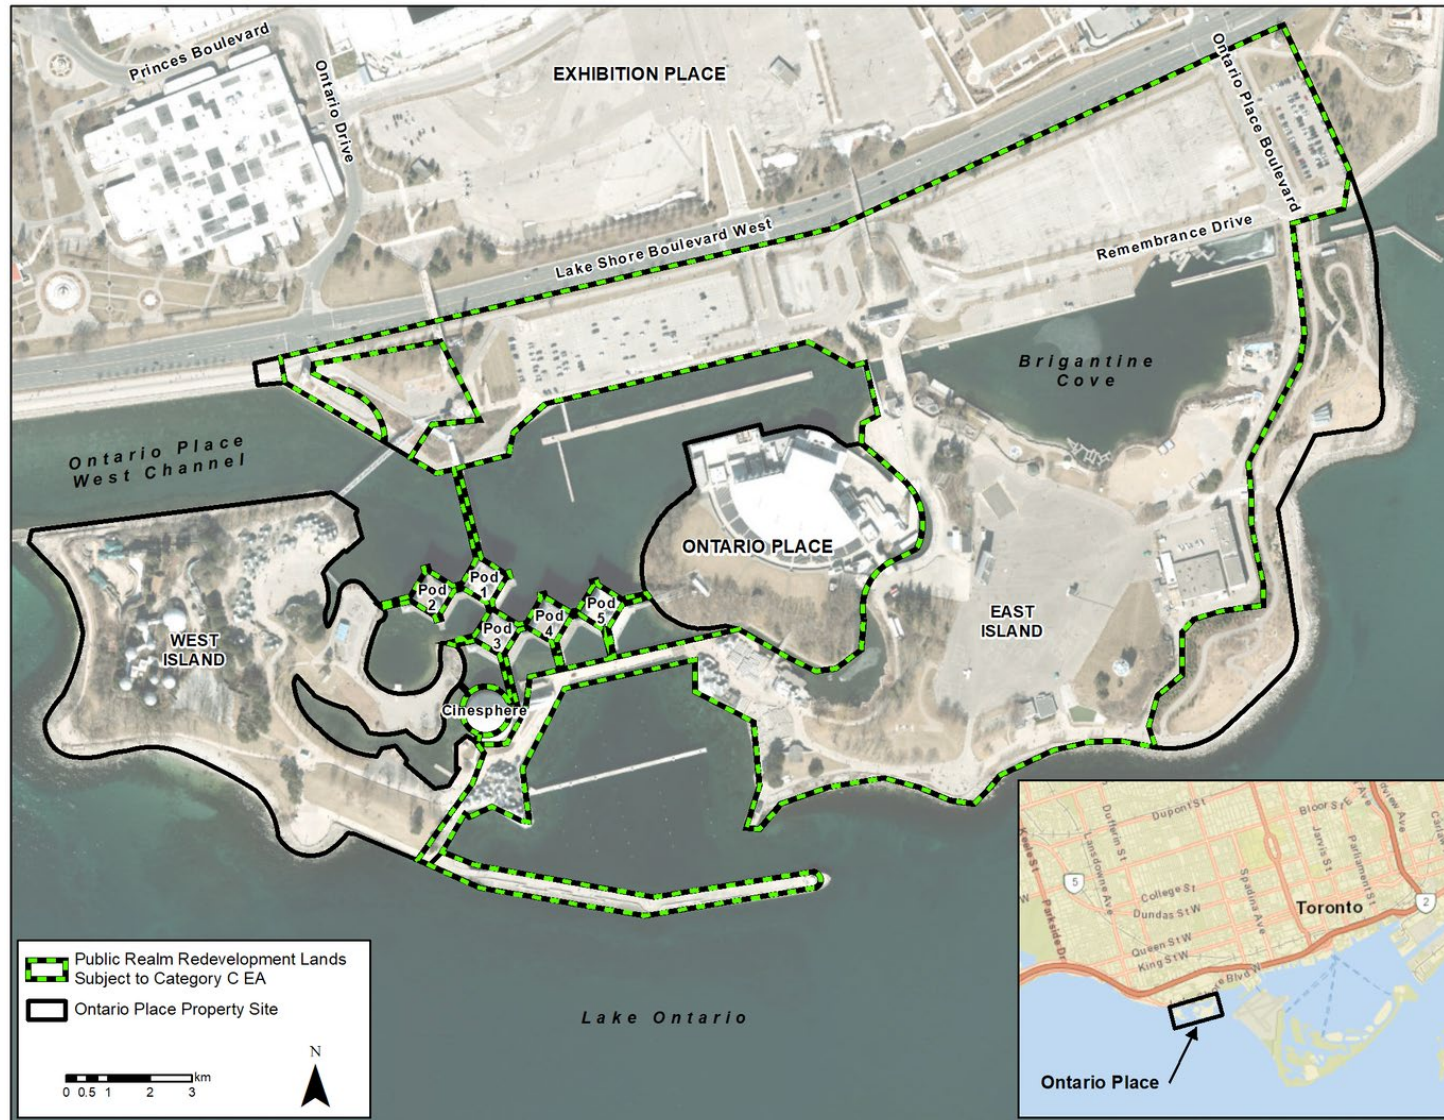 Princes Boulevard
Ontario Drive
EXHIBITION PLACE
Ontario Place Boulevard
Lake Shore Boulevard West
Remembrance Drive
Brigantine
Cove
Ontario Place
West Channel
ONTARIO PLACE
Pod
1
Pod
2
Pod
3
Pod
4
Pod
5
WEST
ISLAND
EAST
ISLAND
Cinesphere
Lake Ontario
Public Realm Redevelopment Lands
Subject to Category C EA
Ontario Place Property Site
N
km
0 0.5 1 2 3
Keele St
Parkside Dr
Lansdowne Ave
Dufferin St
Dupont St
Bloor St E
Jarvis St
Parliament St
Spadina Ave
College St
Dundas St W
Queen St W
King St W
Blvd W
5
2
Toronto
Ontario Place